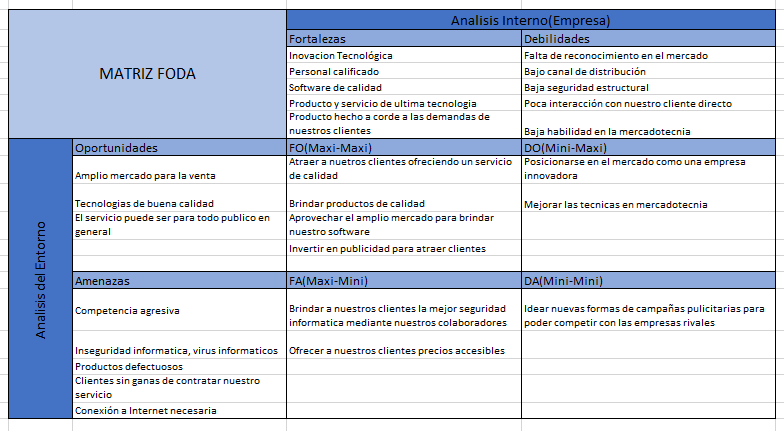 Analisis Interno(Empresa)
MATRIZ FODA
Fortalezas
Debilidades
Inovacion Tecnológica
Falta de reconocimiento en el mercado
Personal calificado
Bajo canal de distribución
Software de calidad
Baja seguridad estructural
Producto y servicio de ultima tecnologia
Poca interacción con nuestro cliente directo
Producto hecho a corde a las demandas de
nuestros clientes
Baja habilidad en la mercadotecnia
Analisis del Entorno
Oportunidades
FO(Maxi-Maxi)
DO(Mini-Maxi)
Amplio mercado para la venta
Atraer a nuetros clientes ofreciendo un servicio
de calidad
Posicionarse en el mercado como una empresa
innovadora
Tecnologias de buena calidad
Brindar productos de calidad
Mejorar las tecnicas en mercadotecnia
El servicio puede ser para todo publico en
general
Aprovechar el amplio mercado para brindar
nuestro software
Invertir en publicidad para atraer clientes
Amenazas
FA(Maxi-Mini)
DA(Mini-Mini)
Competencia agresiva
Brindar a nuestros clientes la mejor seguridad
informatica mediante nuestros colaboradores
Idear nuevas formas de campañas pulicitarias para
poder competir con las empresas rivales
Inseguridad informatica, virus informaticos
Ofrecer a nuestros clientes precios accesibles
Productos defectuosos
Clientes sin ganas de contratar nuestro
servicio
Conexión a Internet necesaria